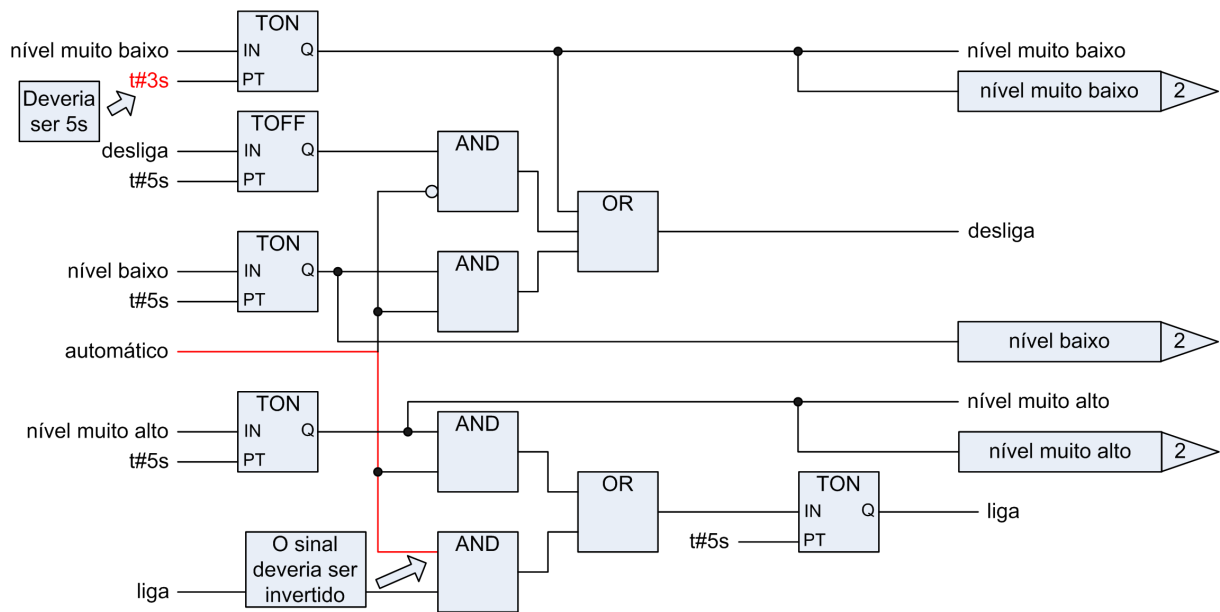 TON
nível muito baixo
IN
Q
nível muito baixo
t#3s
PT
nível muito baixo
2
Deveria
ser 5s
TOFF
desliga
IN
Q
t#5s
PT
AND
OR
desliga
TON
nível baixo
IN
Q
t#5s
PT
AND
nível baixo
2
automático
TON
nível muito alto
IN
Q
t#5s
PT
AND
nível muito alto
nível muito alto
2
OR
TON
IN
Q
liga
t#5s
PT
O sinal
deveria ser
invertido
AND
liga